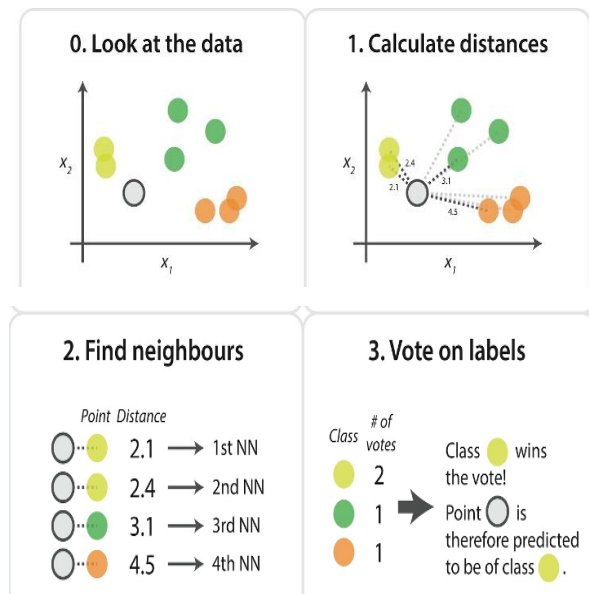 0. Look at the data
X2
X1
1. Calculate distances
X2
2.4
2.1
3.1
4.5
X1
2. Find neighbours
Point Distance
2.1 1st NN
2.4 2nd NN
3.1 3rd NN
4.5 4th NN
3. Vote on labels
Class
# of
votes
2
1
1
Class wins
the vote!
Point is
therefore predicted
to be of class .